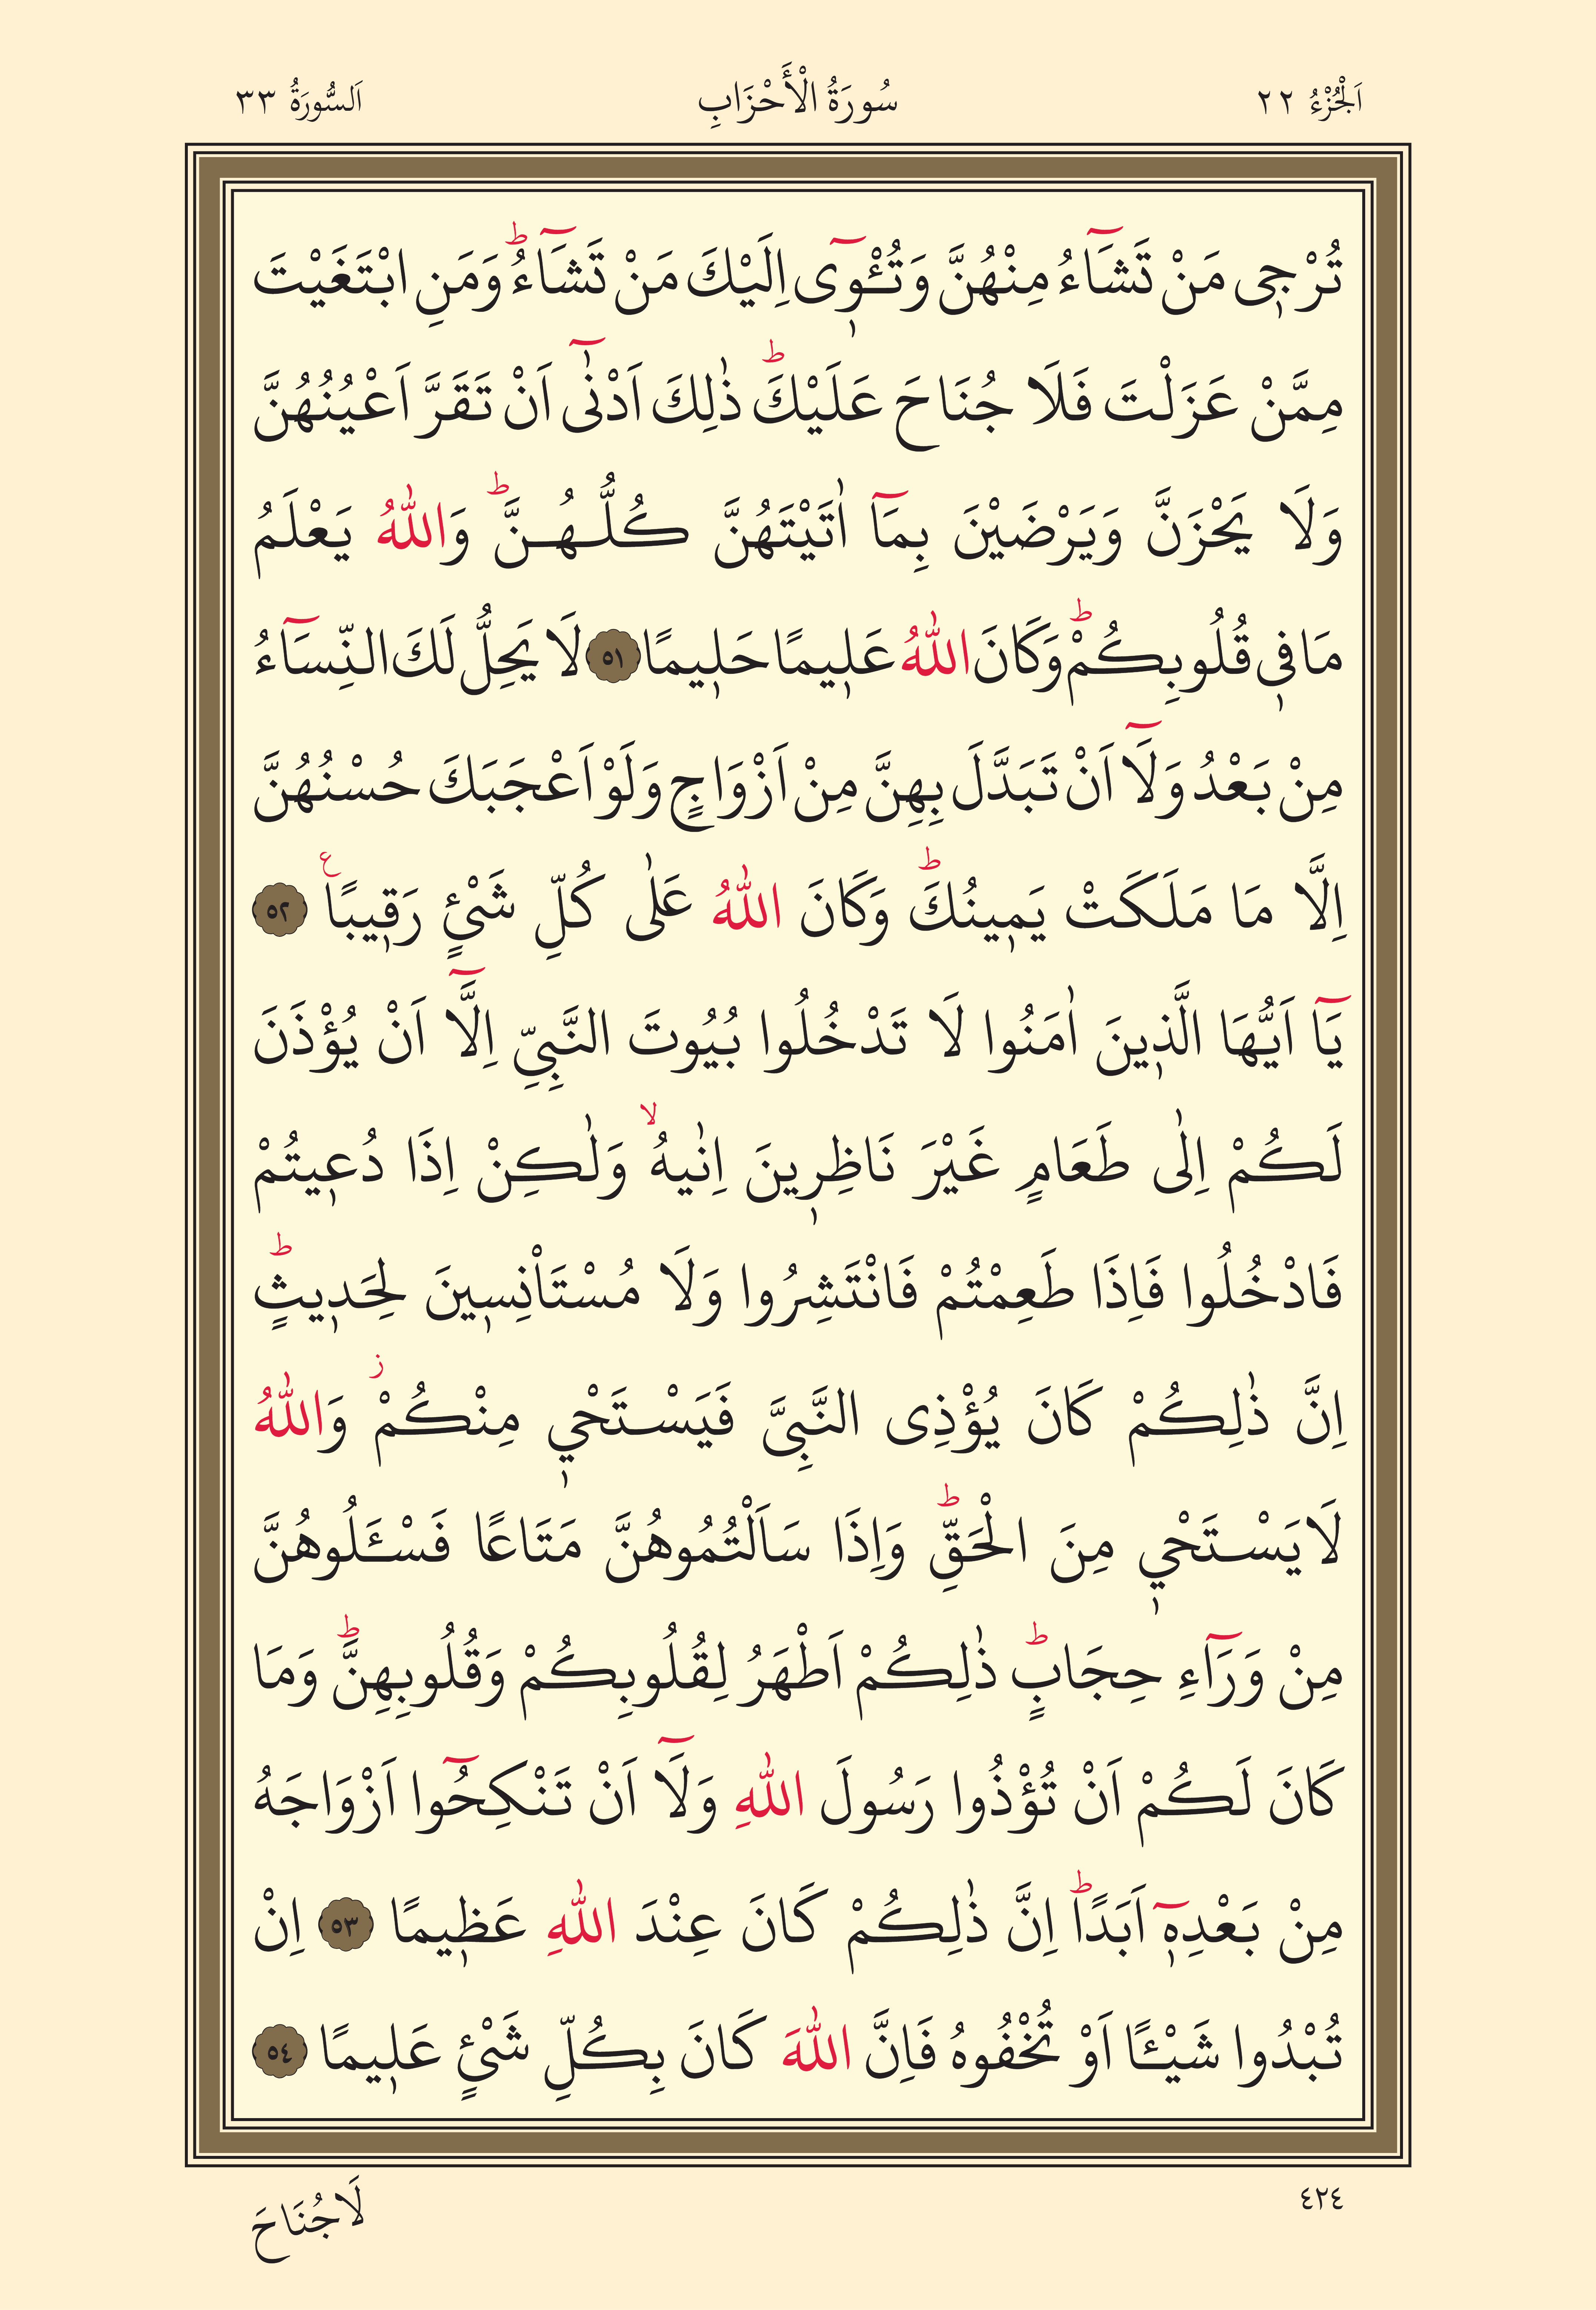 اَلْجُزْءُ ٢٢ سُورَةُ الْأَحْزَابِ اَلسُّورَةُ ٣٣
تُرْجٖى مَنْ تَشَٓاءُ مِنْهُنَّ وَتُـْٔوٖٓى اِلَيْكَ مَنْ تَشَٓاءُؕ وَمَنِ ابْتَغَيْتَ
مِمَّنْ عَزَلْتَ فَلَا جُنَاحَ عَلَيْكَؕ ذٰلِكَ اَدْنٰٓى اَنْ تَقَرَّ اَعْيُنُهُنَّ
وَلَا يَحْزَنَّ وَيَرْضَيْنَ بِمَٓا اٰتَيْتَهُنَّ كُلُّهُنَّؕ وَاللّٰهُ يَعْلَمُ
مَا فٖى قُلُوبِكُمْؕ وَكَانَ اللّٰهُ عَلٖيمًا حَلٖيمًا ٥١ لَا يَحِلُّ لَكَ النِّسَٓاءُ
مِنْ بَعْدُ وَلَٓا اَنْ تَبَدَّلَ بِهِنَّ مِنْ اَزْوَاجٍ وَلَوْ اَعْجَبَكَ حُسْنُهُنَّ
اِلَّا مَا مَلَكَتْ يَمٖينُكَؕ وَكَانَ اللّٰهُ عَلٰى كُلِّ شَیْءٍ رَقٖيبًاع ٥٢
يَٓا اَيُّهَا الَّذٖينَ اٰمَنُوا لَا تَدْخُلُوا بُيُوتَ النَّبِیِّ اِلَّٓا اَنْ يُؤْذَنَ
لَكُمْ اِلٰى طَعَامٍ غَيْرَ نَاظِرٖينَ اِنٰيهُۙ وَلٰكِنْ اِذَا دُعٖيتُمْ
فَادْخُلُوا فَاِذَا طَعِمْتُمْ فَانْتَشِرُوا وَلَا مُسْتَاْنِسٖينَ لِحَدٖيثٍؕ
اِنَّ ذٰلِكُمْ كَانَ يُؤْذِى النَّبِیَّ فَيَسْتَحْيٖ مِنْكُمْؗ وَاللّٰهُ
لَا يَسْتَحْيٖ مِنَ الْحَقِّؕ وَاِذَا سَاَلْتُمُوهُنَّ مَتَاعًا فَسْـَٔلُوهُنَّ
مِنْ وَرَٓاءِ حِجَابٍؕ ذٰلِكُمْ اَطْهَرُ لِقُلُوبِكُمْ وَقُلُوبِهِنَّؕ وَمَا
كَانَ لَكُمْ اَنْ تُؤْذُوا رَسُولَ اللّٰهِ وَلَٓا اَنْ تَنْكِحُٓوا اَزْوَاجَهُ
مِنْ بَعْدِهٖٓ اَبَدًاؕ اِنَّ ذٰلِكُمْ كَانَ عِنْدَ اللّٰهِ عَظٖيمًا ٥٣ اِنْ
تُبْدُوا شَيْـًٔا اَوْ تُخْفُوهُ فَاِنَّ اللّٰهَ كَانَ بِكُلِّ شَیْءٍ عَلٖيمًا ٥٤
٤٢٤ لَاجُنَاحَ